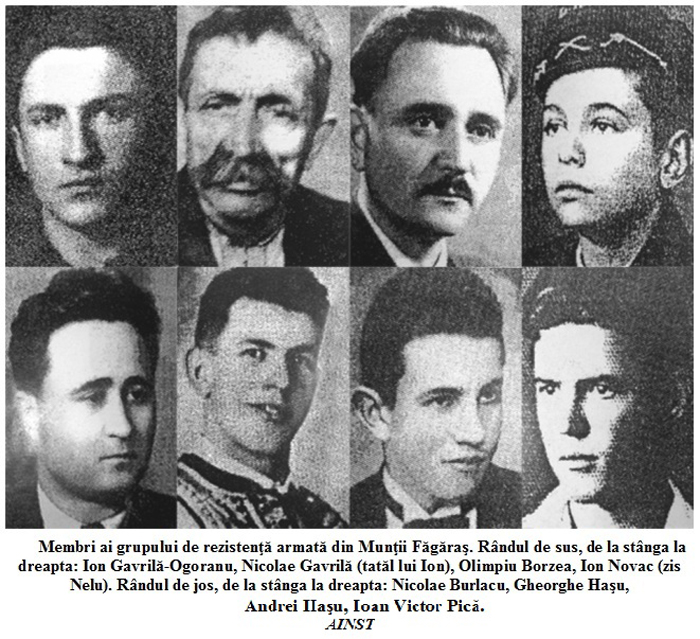 Membri ai grupului de rezistență armată din Munții Făgăraș. Rândul de sus, de la stânga la
dreapta: Ion Gavrilă-Ogoranu, Nicolae Gavrilă (tatăl lui Ion), Olimpiu Borzea, Ion Novac (zis
Nelu). Rândul de jos, de la stânga la dreapta: Nicolae Burlacu, Gheorghe Hașu,
Andrei Hașu, Ioan Victor Pică.
AINST